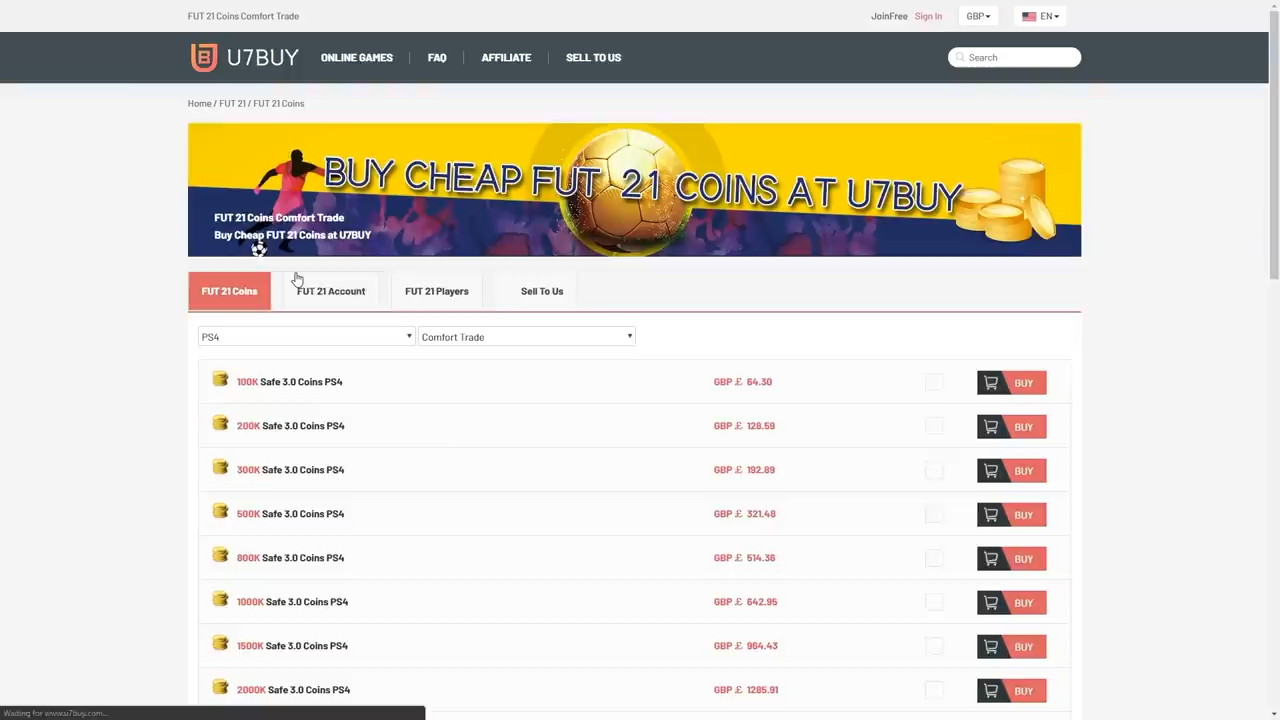 FUT 21 Coins Comfort Trade
JoinFree Sign In GBP EN
U7BUY ONLINE GAMES FAQ AFFILIATE SELL TO US Search
Home / FUT 21 / FUT 21 Coins
BUY CHEAP FUT 21 COINS AT U7BUY
FUT 21 Coins Comfort Trade
Buy Cheap FUT 21 Coins at U7BUY
FUT 21 Coins FUT 21 Account FUT 21 Players Sell To Us
PS4 Comfort Trade
100K Safe 3.0 Coins PS4 GBP £ 64.30 BUY
200K Safe 3.0 Coins PS4 GBP £ 128.59 BUY
300K Safe 3.0 Coins PS4 GBP £ 192.89 BUY
500K Safe 3.0 Coins PS4 GBP £ 321.48 BUY
800K Safe 3.0 Coins PS4 GBP £ 514.36 BUY
1000K Safe 3.0 Coins PS4 GBP £ 642.95 BUY
1500K Safe 3.0 Coins PS4 GBP £ 964.43 BUY
2000K Safe 3.0 Coins PS4 GBP £ 1285.91 BUY
Waiting for www.u7buy.com...